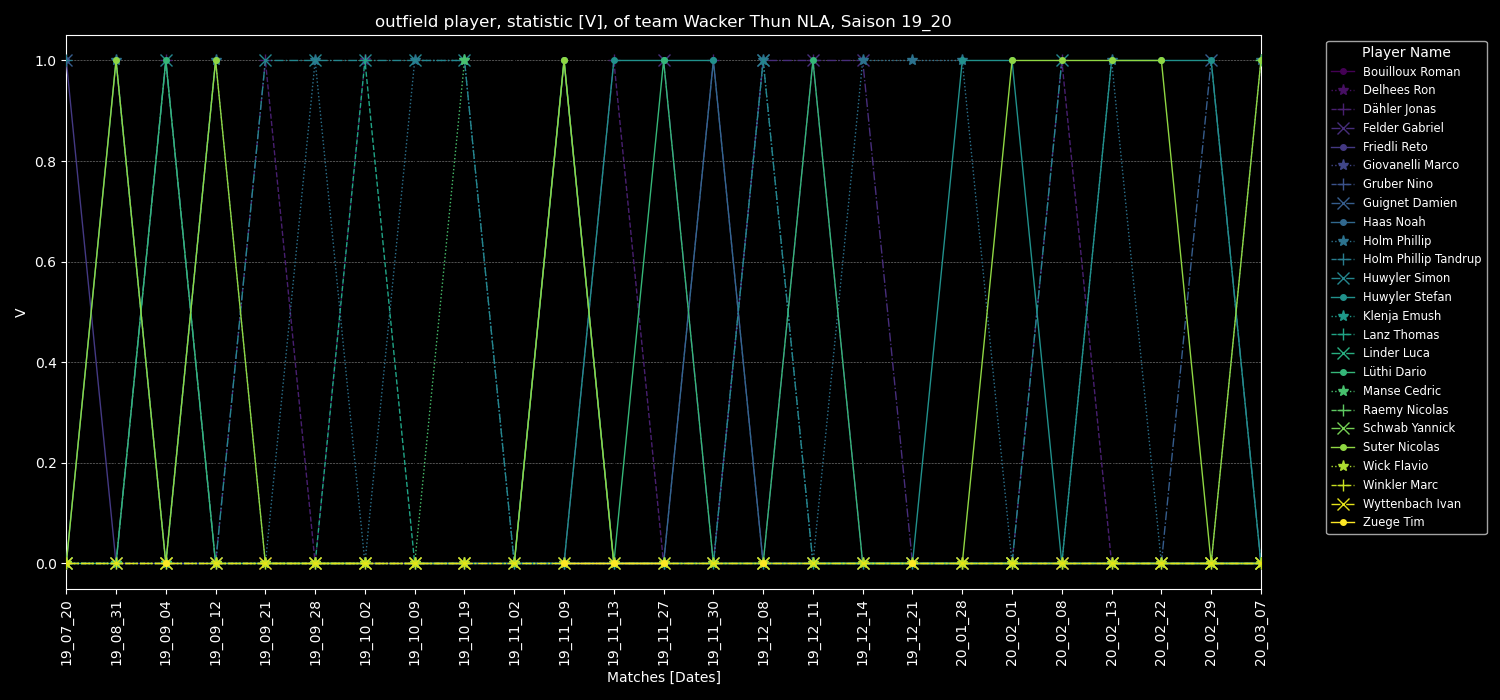 outfield player, statistic [V], of team Wacker Thun NLA, Saison 19_20
V
1.0
0.8
0.6
0.4
0.2
0.0
19_07_20
19_08_31
19_09_04
19_09_12
19_09_21
19_09_28
19_10_02
19_10_09
19_10_19
19_11_02
19_11_09
19_11_13
19_11_27
19_11_30
19_12_08
19_12_11
19_12_14
19_12_21
20_01_28
20_02_01
20_02_08
20_02_13
20_02_22
20_02_29
20_03_07
Matches [Dates]
Player Name
Bouilloux Roman
Delhees Ron
Dähler Jonas
Felder Gabriel
Friedli Reto
Giovanelli Marco
Gruber Nino
Guignet Damien
Haas Noah
Holm Phillip
Holm Phillip Tandrup
Huwyler Simon
Huwyler Stefan
Klenja Emush
Lanz Thomas
Linder Luca
Lüthi Dario
Manse Cedric
Raemy Nicolas
Schwab Yannick
Suter Nicolas
Wick Flavio
Winkler Marc
Wyttenbach Ivan
Zuege Tim